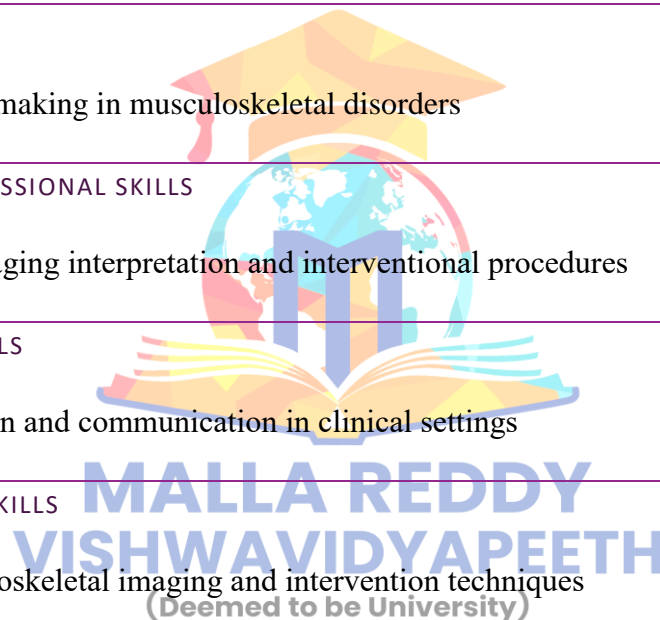 making in musculoskeletal disorders
SSIONAL SKILLS
ging interpretation and interventional procedures
LS
n and communication in clinical settings
MALLA REDDY
KILLS
VISHWAVIDYAPEETH
oskeletal imaging and intervention techniques
(Deemed to be University)